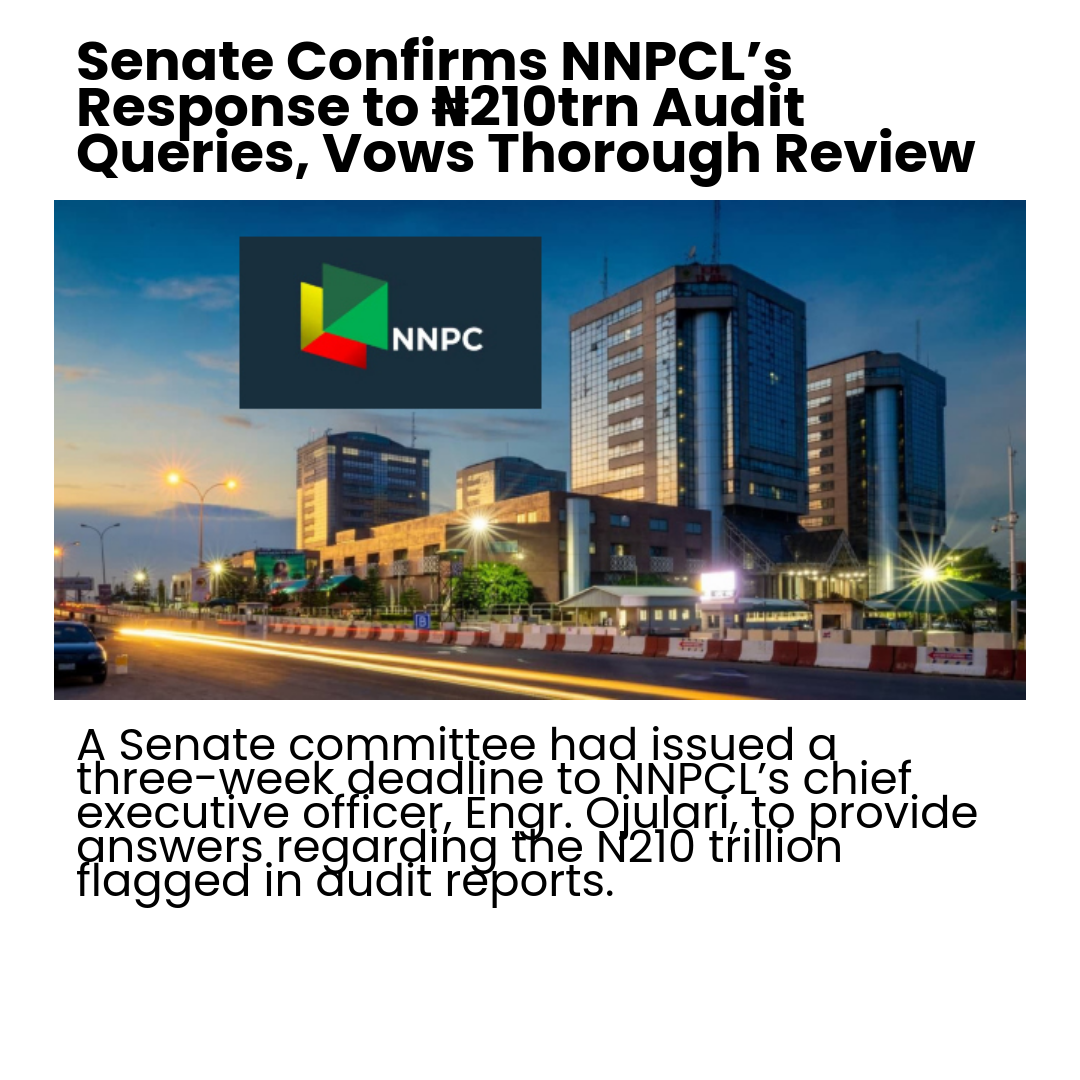 Senate Confirms NNPCL’s
Response to ₦210trn Audit
Queries, Vows Thorough Review
NNPC
A Senate committee had issued a
three-week deadline to NNPCL’s chief
executive officer, Engr. Ojulari, to provide
answers regarding the N210 trillion
flagged in audit reports.